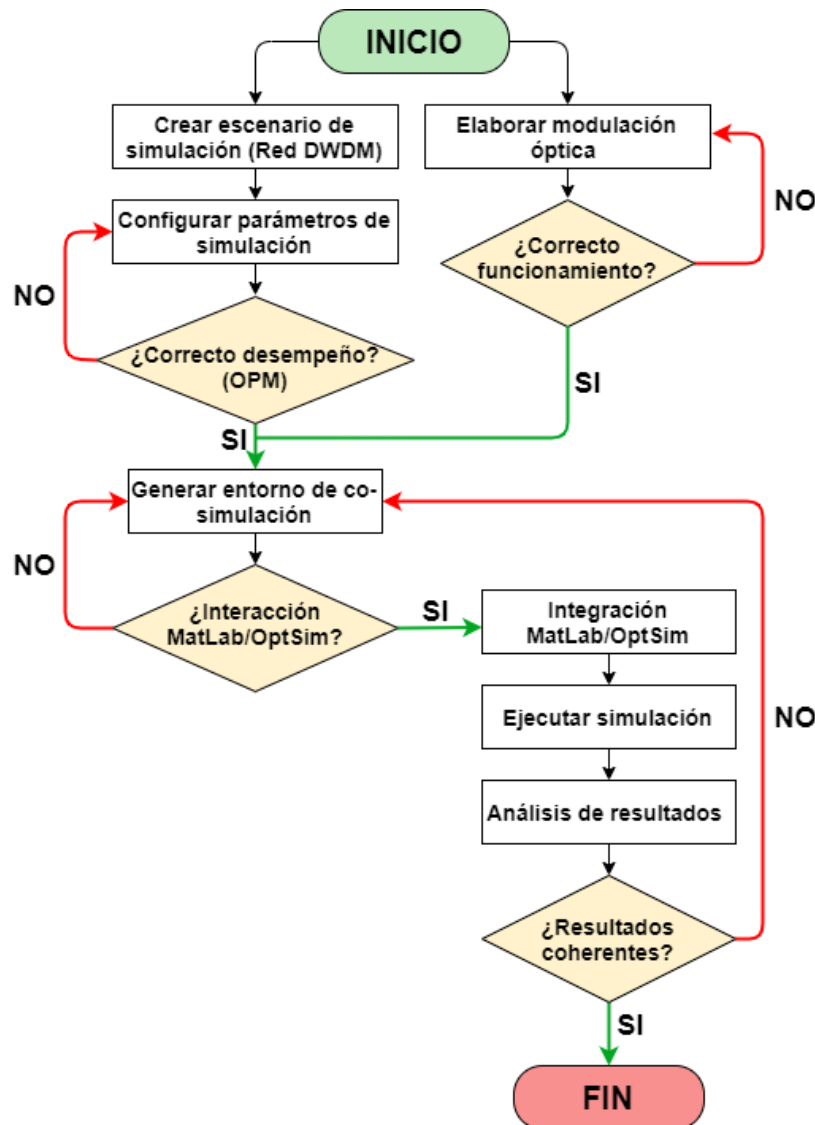 INICIO
Crear escenario de
simulación (Red DWDM)
Elaborar modulación
óptica
Configurar parámetros de
simulación
NO
¿Correcto
funcionamiento?
NO
¿Correcto desempeño?
(OPM)
SI
SI
Generar entorno de co-
simulación
NO
¿Interacción
MatLab/OptSim?
SI
Integración
MatLab/OptSim
Ejecutar simulación
NO
Análisis de resultados
¿Resultados
coherentes?
SI
FIN